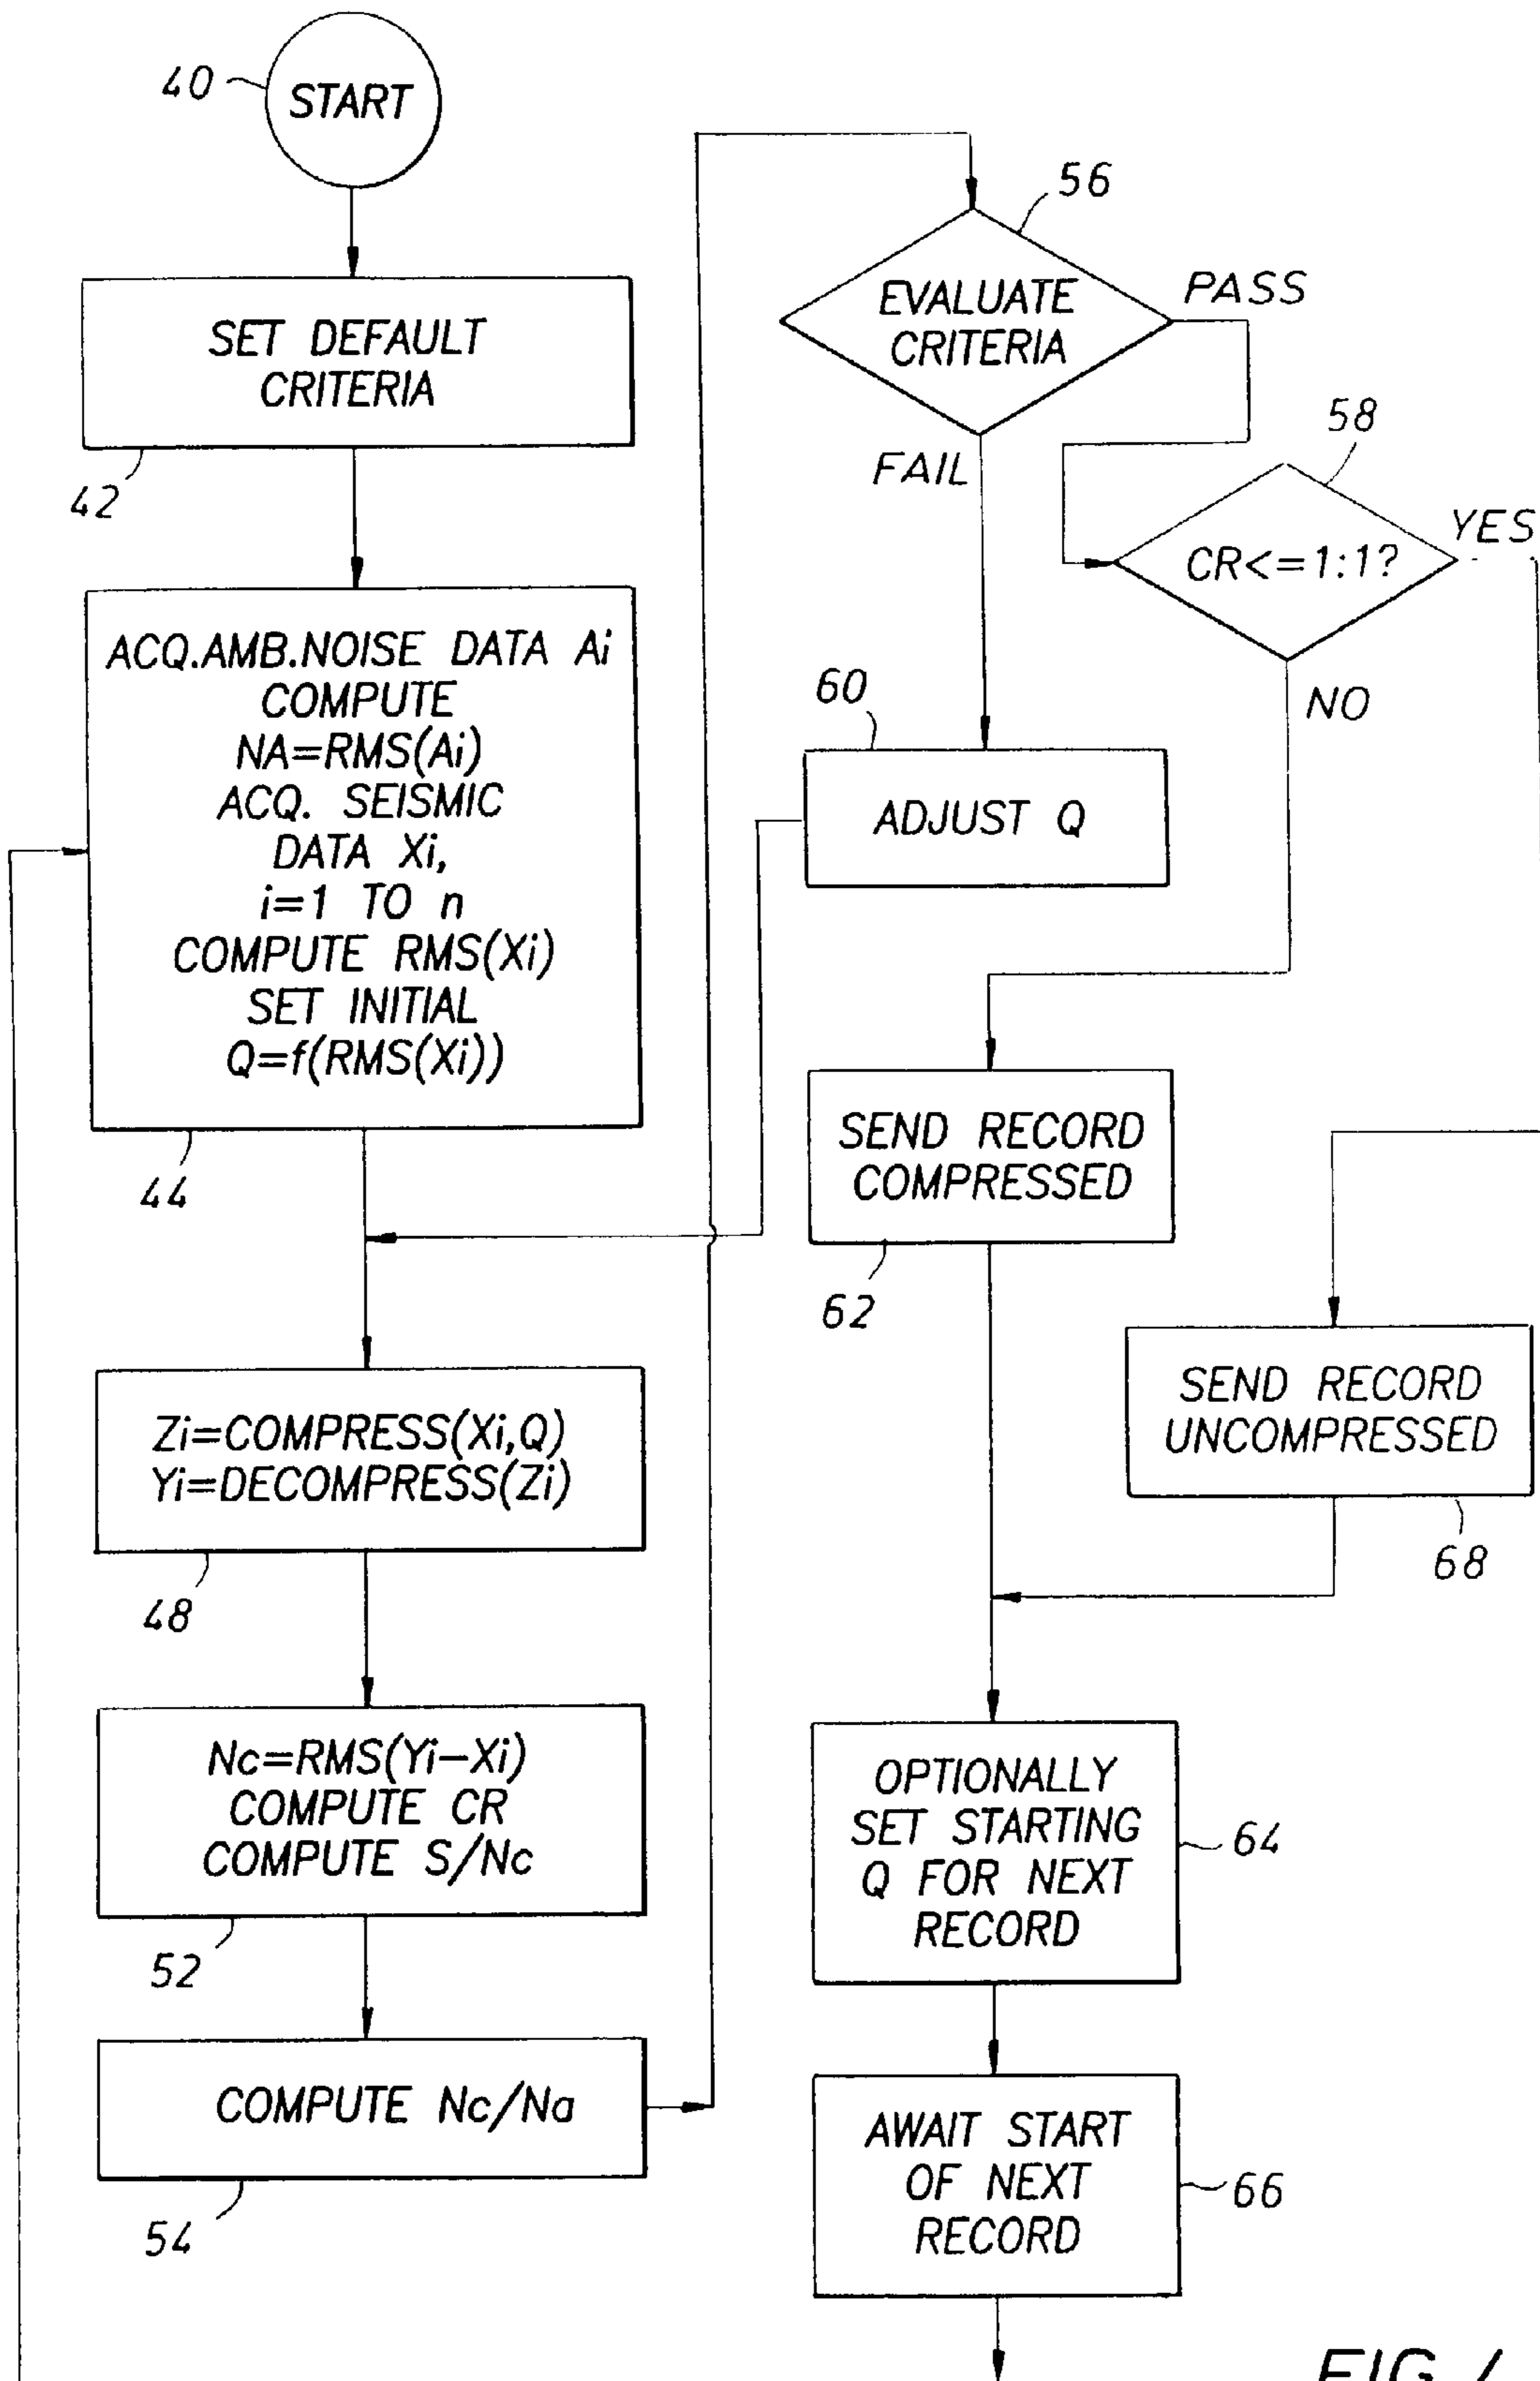 40
START
SET DEFAULT
CRITERIA
42
ACQ.AMB.NOISE DATA Ai
COMPUTE
NA=RMS(Ai)
ACQ. SEISMIC
DATA Xi,
i=1 TO n
COMPUTE RMS(Xi)
SET INITIAL
Q=f(RMS(Xi))
44
Zi=COMPRESS(Xi,Q)
Yi=DECOMPRESS(Zi)
48
Nc=RMS(Yi-Xi)
COMPUTE CR
COMPUTE S/Nc
52
COMPUTE Nc/Na
54
56
EVALUATE
CRITERIA
PASS
FAIL
58
CR<=1:1?
YES
NO
60
ADJUST Q
SEND RECORD
COMPRESSED
62
SEND RECORD
UNCOMPRESSED
68
OPTIONALLY
SET STARTING
Q FOR NEXT
RECORD
64
AWAIT START
OF NEXT
RECORD
66